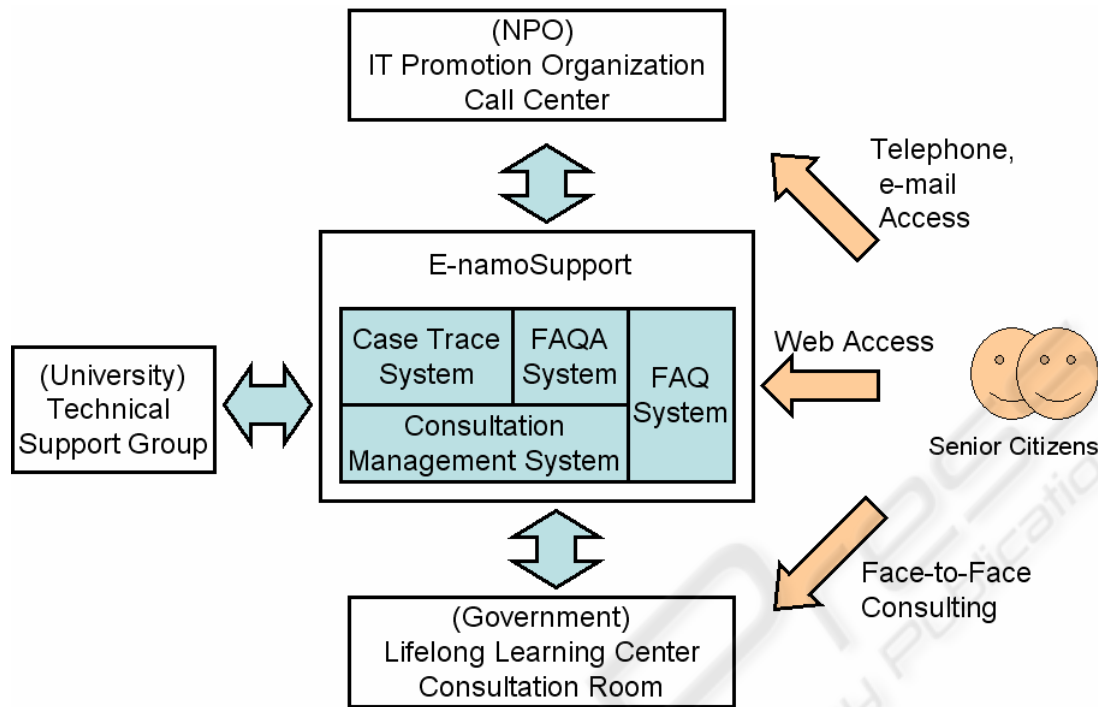 (NPO)
IT Promotion Organization
Call Center
Telephone,
e-mail
Access
E-namoSupport
Case Trace
System
FAQA
System
FAQ
System
Consultation
Management System
(University)
Technical
Support Group
Web Access
Senior Citizens
Face-to-Face
Consulting
(Government)
Lifelong Learning Center
Consultation Room